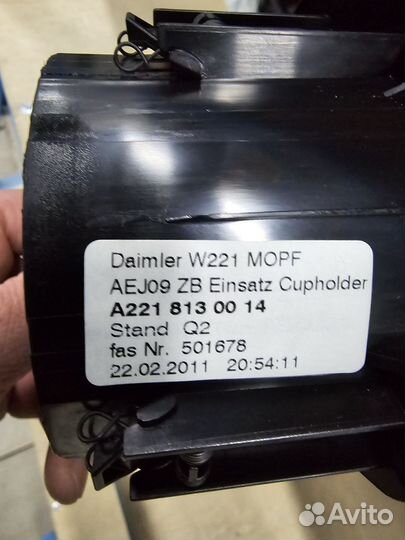 Daimler W221 MOPF
AEJ09 ZB Einsatz Cupholder
A221 813 00 14
Stand Q2
fas Nr. 501678
22.02.2011 20:54:11
Avito